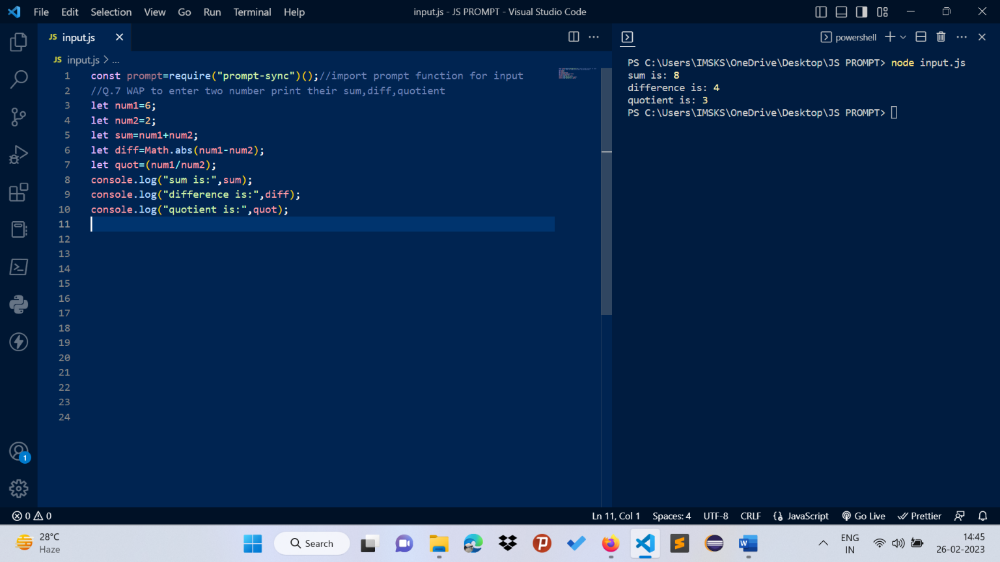 File Edit Selection View Go Run Terminal Help
input.js - JS PROMPT - Visual Studio Code
JS input.js
powershell
JS input.js > ...
1 const prompt=require("prompt-sync")();//import prompt function for input
2 //Q.7 WAP to enter two number print their sum,diff,quotient
3 let num1=6;
4 let num2=2;
5 let sum=num1+num2;
6 let diff=Math.abs(num1-num2);
7 let quot=(num1/num2);
8 console.log("sum is:",sum);
9 console.log("difference is:",diff);
10 console.log("quotient is:",quot);
11
12
13
14
15
16
17
18
19
20
21
22
23
24
PS C:\Users\IMSKS\OneDrive\Desktop\JS PROMPT> node input.js
sum is: 8
difference is: 4
quotient is: 3
PS C:\Users\IMSKS\OneDrive\Desktop\JS PROMPT>
1
0 0
Ln 11, Col 1 Spaces: 4 UTF-8 CRLF JavaScript Go Live Prettier
28°C
Haze
Search
ENG
IN
14:45
26-02-2023